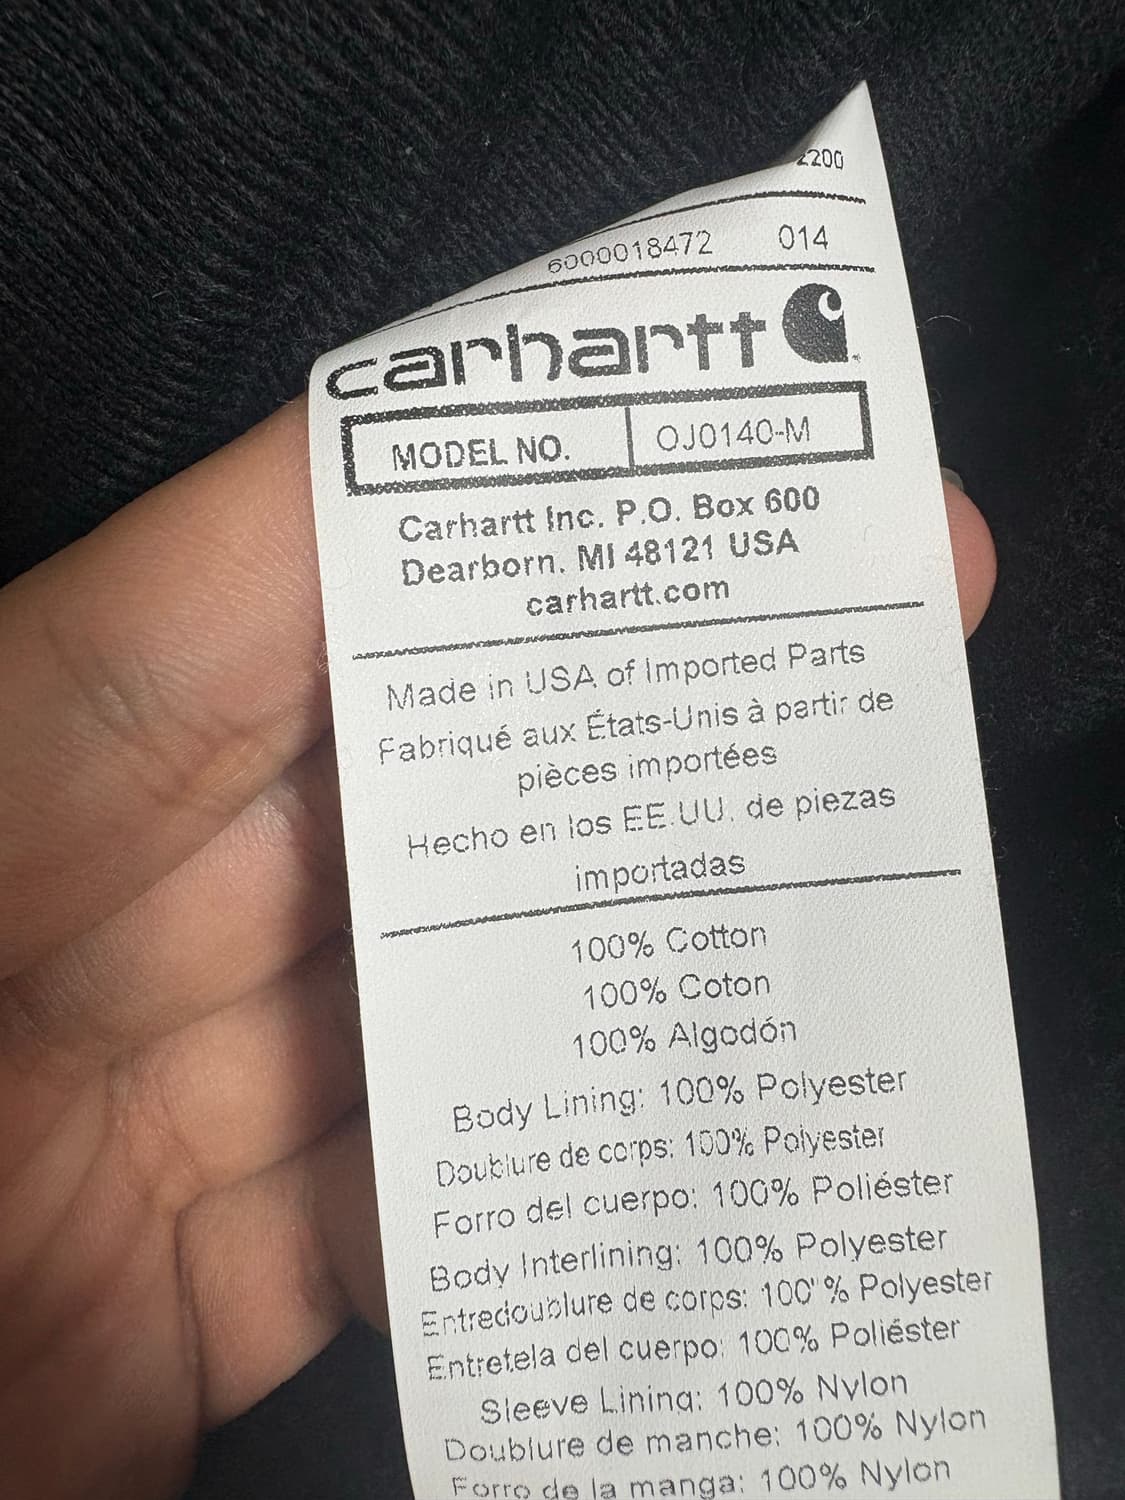 2200
6000018472 014
carhartt
MODEL NO. OJ0140-M
Carhartt Inc. P.O. Box 600
Dearborn. MI 48121 USA
carhartt.com
Made in USA of Imported Parts
Fabriqué aux États-Unis à partir de
pièces importées
Hecho en los EE.UU. de piezas
importadas
100% Cotton
100% Coton
100% Algodón
Body Lining: 100% Polyester
Doublure de corps: 100% Polyester
Forro del cuerpo: 100% Poliéster
Body Interlining: 100% Polyester
Entredoublure de corps: 100% Polyester
Entretela del cuerpo: 100% Poliéster
Sleeve Lining: 100% Nylon
Doublure de manche: 100% Nylon
Forro de la manga: 100% Nylon